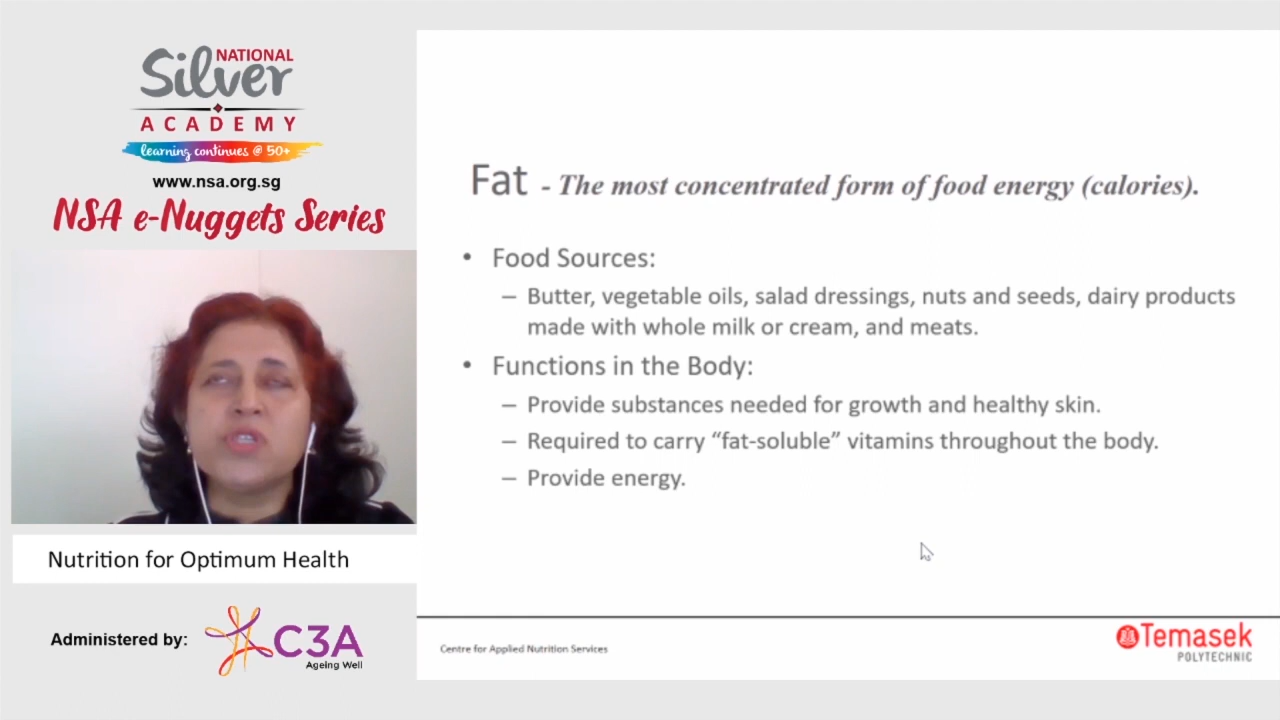 NATIONAL
Silver
ACADEMY
learning continues @ 50+
www.nsa.org.sg
NSA e-Nuggets Series
Nutrition for Optimum Health
Administered by:
C3A
Ageing Well
Fat - The most concentrated form of food energy (calories).
• Food Sources:
– Butter, vegetable oils, salad dressings, nuts and seeds, dairy products
made with whole milk or cream, and meats.
• Functions in the Body:
– Provide substances needed for growth and healthy skin.
– Required to carry “fat-soluble” vitamins throughout the body.
– Provide energy.
Centre for Applied Nutrition Services
Temasek
POLYTECHNIC